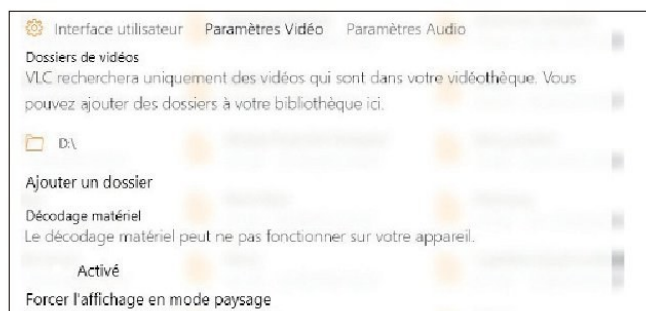 Interface utilisateur Paramètres Vidéo Paramètres Audio
Dossiers de vidéos
VLC recherchera uniquement des vidéos qui sont dans votre vidéothèque. Vous
pouvez ajouter des dossiers à votre bibliothèque ici.
D:\
Ajouter un dossier
Décodage matériel
Le décodage matériel peut ne pas fonctionner sur votre appareil.
Activé
Forcer l'affichage en mode paysage